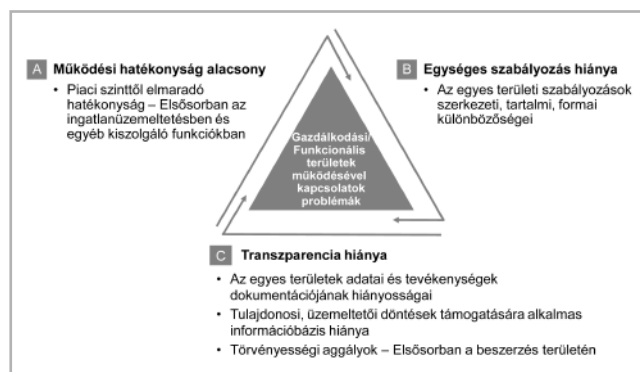 A Működési hatékonyság alacsony
• Piaci szinttől elmaradó
hatékonyság – Elsősorban az
ingatlanüzemeltetésben és
egyéb kiszolgáló funkciókban
B Egységes szabályozás hiánya
• Az egyes területi szabályozások
szerkezeti, tartalmi, formai
különbözőségei
Gazdálkodási/
Funkcionális
területek
működésével
kapcsolatok
problémák
C Transzparencia hiánya
• Az egyes területek adatai és tevékenységek
dokumentációjának hiányosságai
• Tulajdonosi, üzemeltetői döntések támogatására alkalmas
információbázis hiánya
• Törvényességi aggályok – Elsősorban a beszerzés területén